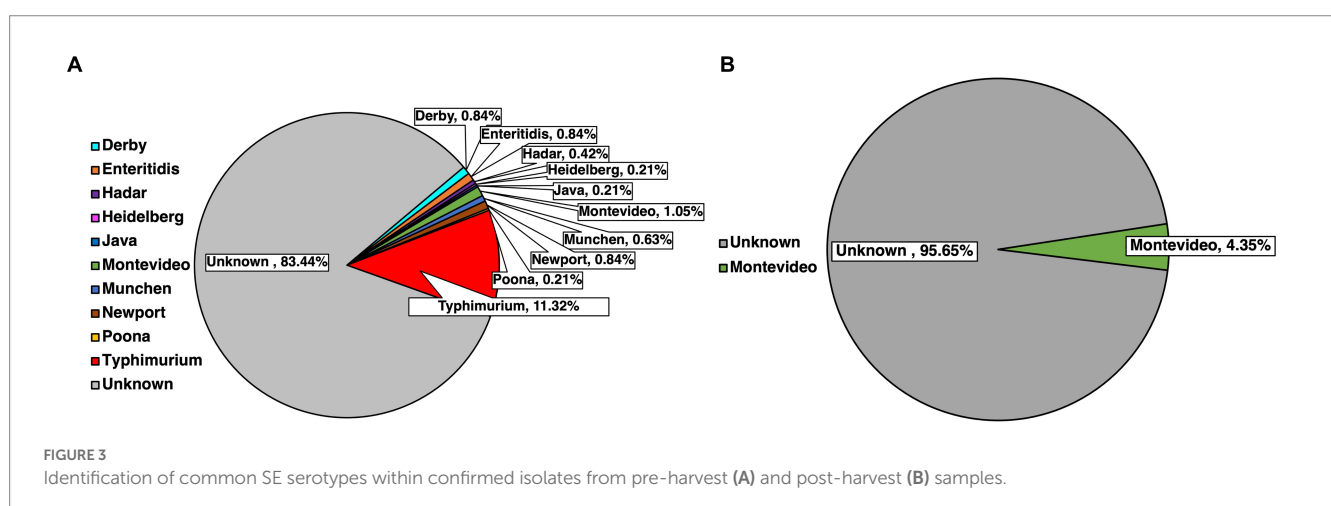 A
Derby
Enteritidis
Hadar
Heidelberg
Java
Montevideo
Munchen
Newport
Poona
Typhimurium
Unknown
Derby, 0.84%
Enteritidis, 0.84%
Hadar, 0.42%
Heidelberg, 0.21%
Java, 0.21%
Montevideo, 1.05%
Munchen, 0.63%
Newport, 0.84%
Poona, 0.21%
Typhimurium, 11.32%
Unknown , 83.44%
B
Unknown
Montevideo
Unknown , 95.65%
Montevideo, 4.35%
FIGURE 3
Identification of common SE serotypes within confirmed isolates from pre-harvest (A) and post-harvest (B) samples.